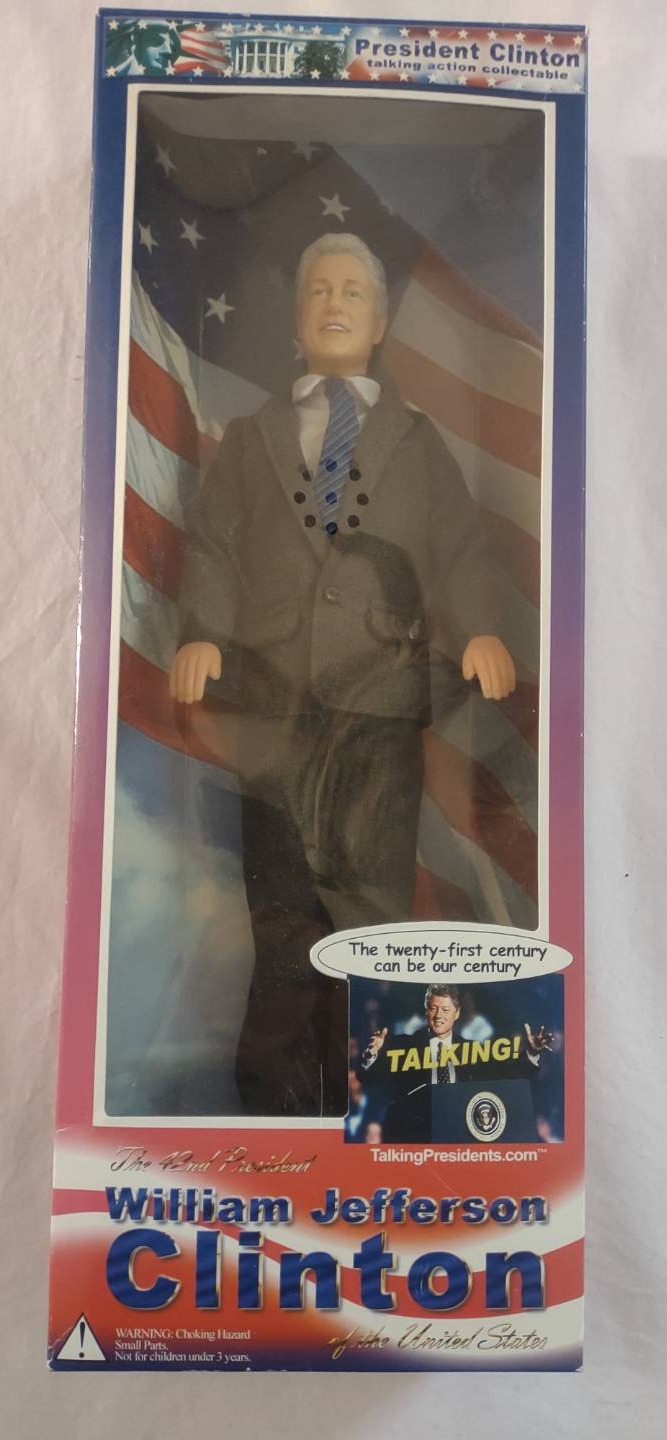 President Clinton
talking action collectable
The twenty-first century
can be our century
TALKING!
TalkingPresidents.com™
The 42nd President
William Jefferson
Clinton
of the United States
WARNING: Choking Hazard
Small Parts.
Not for children under 3 years.